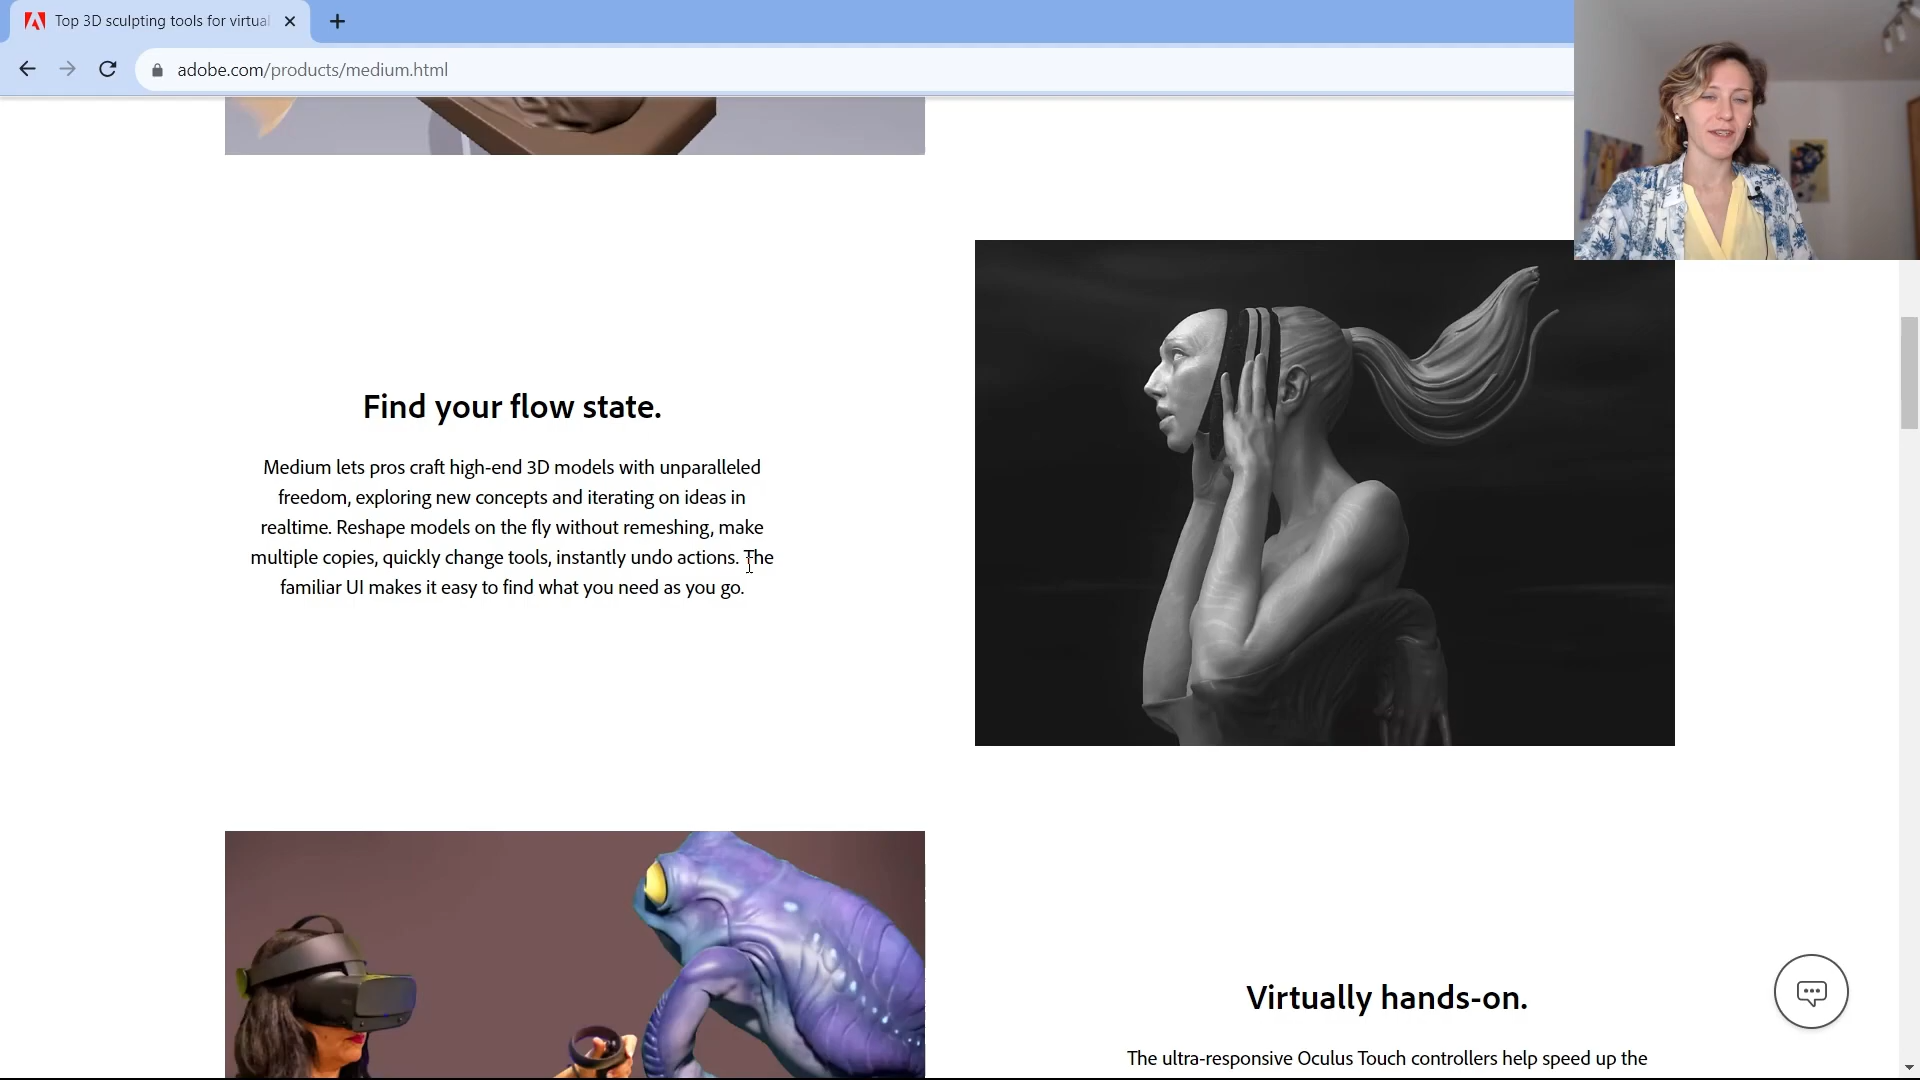 Top 3D sculpting tools for virtual
adobe.com/products/medium.html
Find your flow state.
Medium lets pros craft high-end 3D models with unparalleled
freedom, exploring new concepts and iterating on ideas in
realtime. Reshape models on the fly without remeshing, make
multiple copies, quickly change tools, instantly undo actions. The
familiar UI makes it easy to find what you need as you go.
Virtually hands-on.
The ultra-responsive Oculus Touch controllers help speed up the